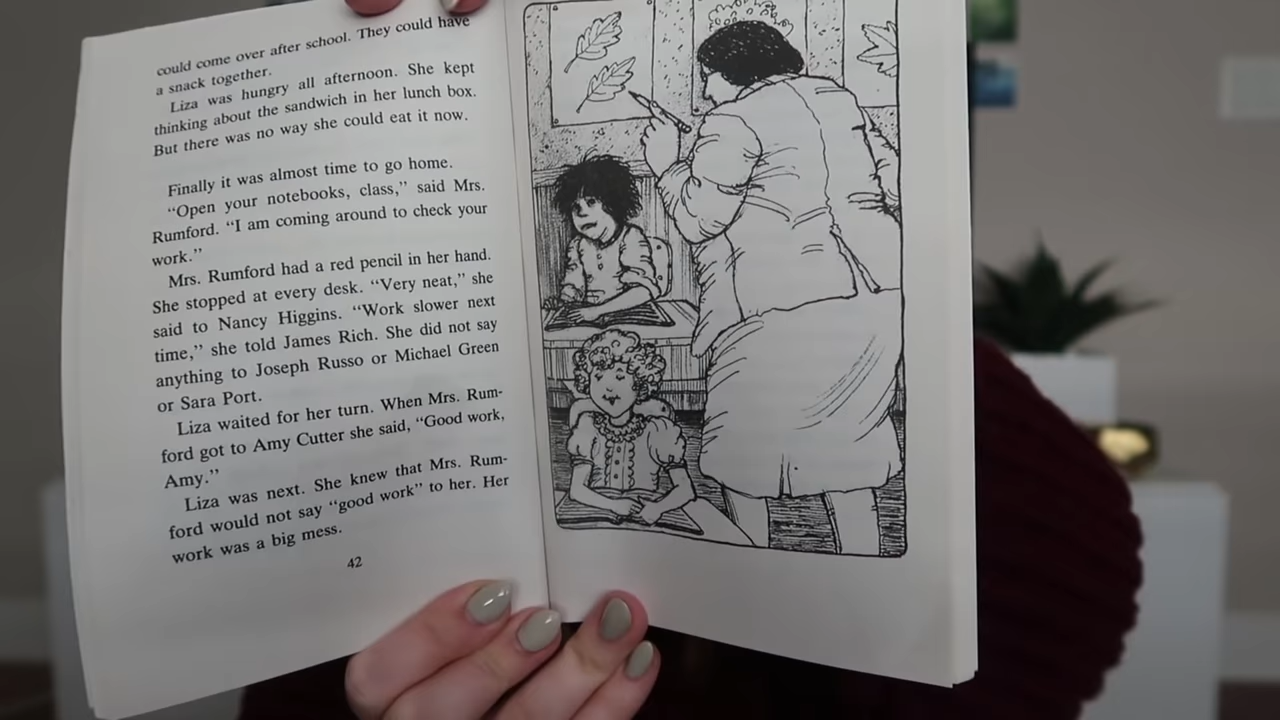 could come over after school. They could have
a snack together.
Liza was hungry all afternoon. She kept
thinking about the sandwich in her lunch box.
But there was no way she could eat it now.
Finally it was almost time to go home.
“Open your notebooks, class,” said Mrs.
Rumford. “I am coming around to check your
work.”
Mrs. Rumford had a red pencil in her hand.
She stopped at every desk. “Very neat,” she
said to Nancy Higgins. “Work slower next
time,” she told James Rich. She did not say
anything to Joseph Russo or Michael Green
or Sara Port.
Liza waited for her turn. When Mrs. Rum-
ford got to Amy Cutter she said, “Good work,
Amy.”
Liza was next. She knew that Mrs. Rum-
ford would not say “good work” to her. Her
work was a big mess.
42